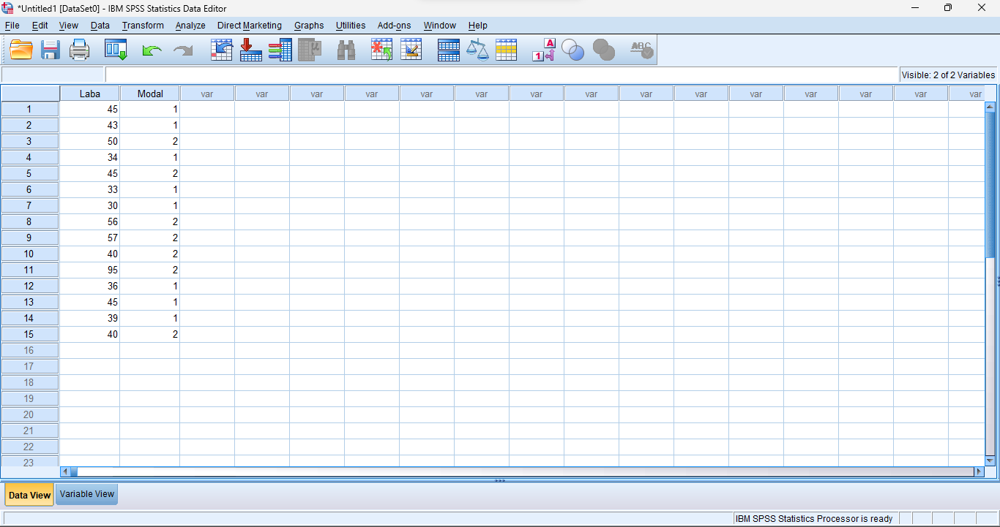 *Untitled1 [DataSet0] - IBM SPSS Statistics Data Editor
File Edit View Data Transform Analyze Direct Marketing Graphs Utilities Add-ons Window Help
Visible: 2 of 2 Variables
Laba Modal var var var var var var var var var var var var var var var
1 45 1
2 43 1
3 50 2
4 34 1
5 45 2
6 33 1
7 30 1
8 56 2
9 57 2
10 40 2
11 95 2
12 36 1
13 45 1
14 39 1
15 40 2
16
17
18
19
20
21
22
23
Data View Variable View
IBM SPSS Statistics Processor is ready